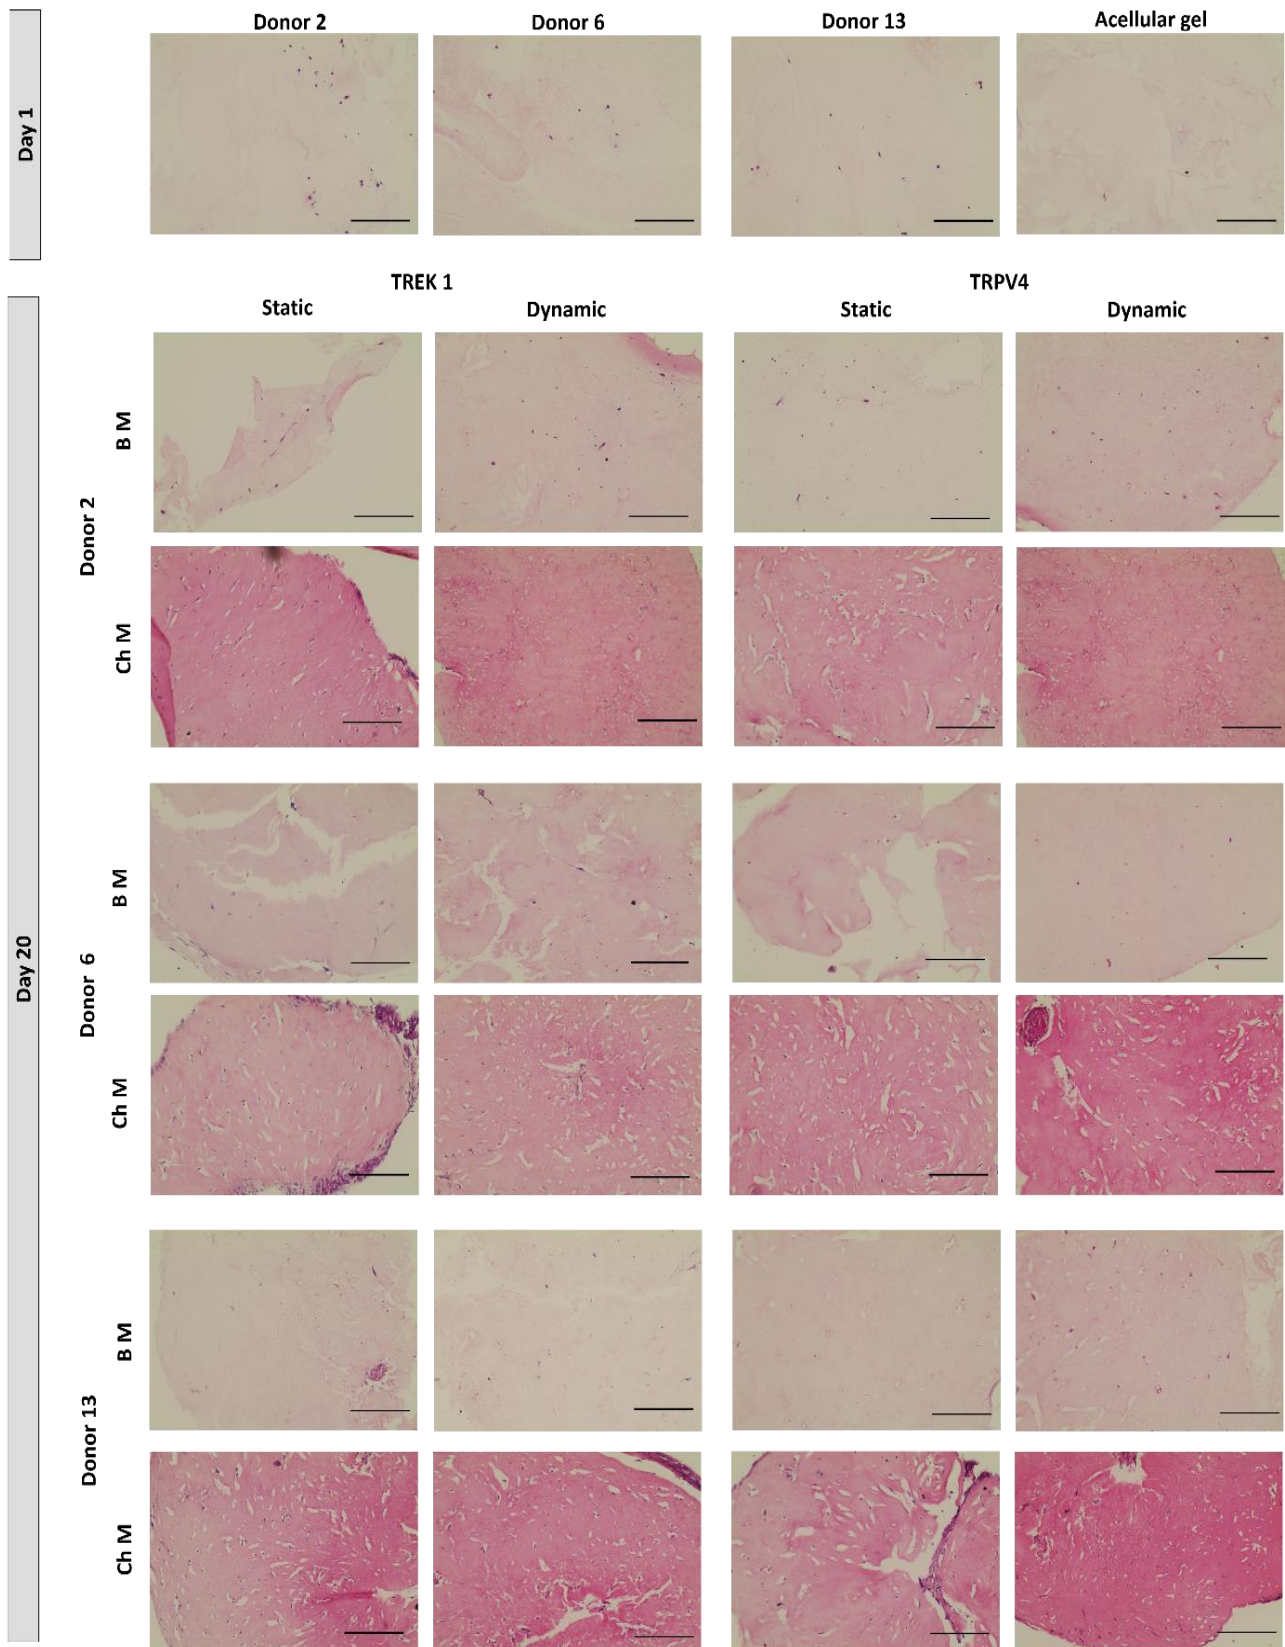 Donor 2 Donor 6 Donor 13 Acellular gel
Day 1
TREK 1 TRPV4
Static Dynamic Static Dynamic
Day 20
Donor 2
B M
Ch M
Donor 6
B M
Ch M
Donor 13
B M
Ch M